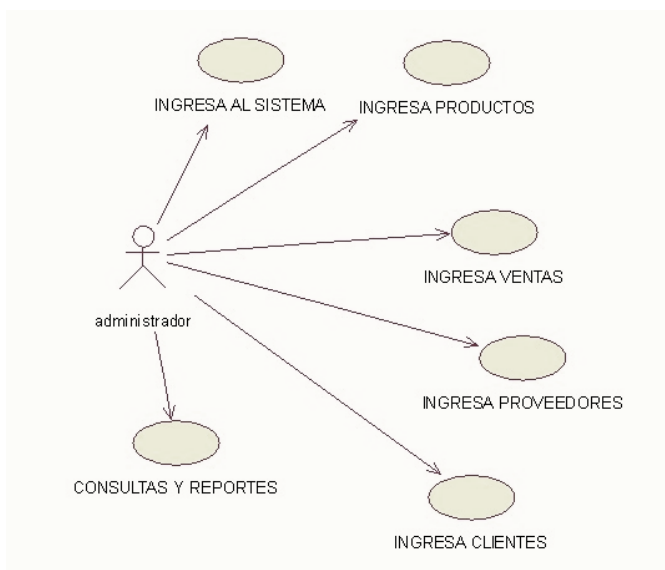 INGRESA AL SISTEMA
INGRESA PRODUCTOS
INGRESA VENTAS
administrador
INGRESA PROVEEDORES
CONSULTAS Y REPORTES
INGRESA CLIENTES